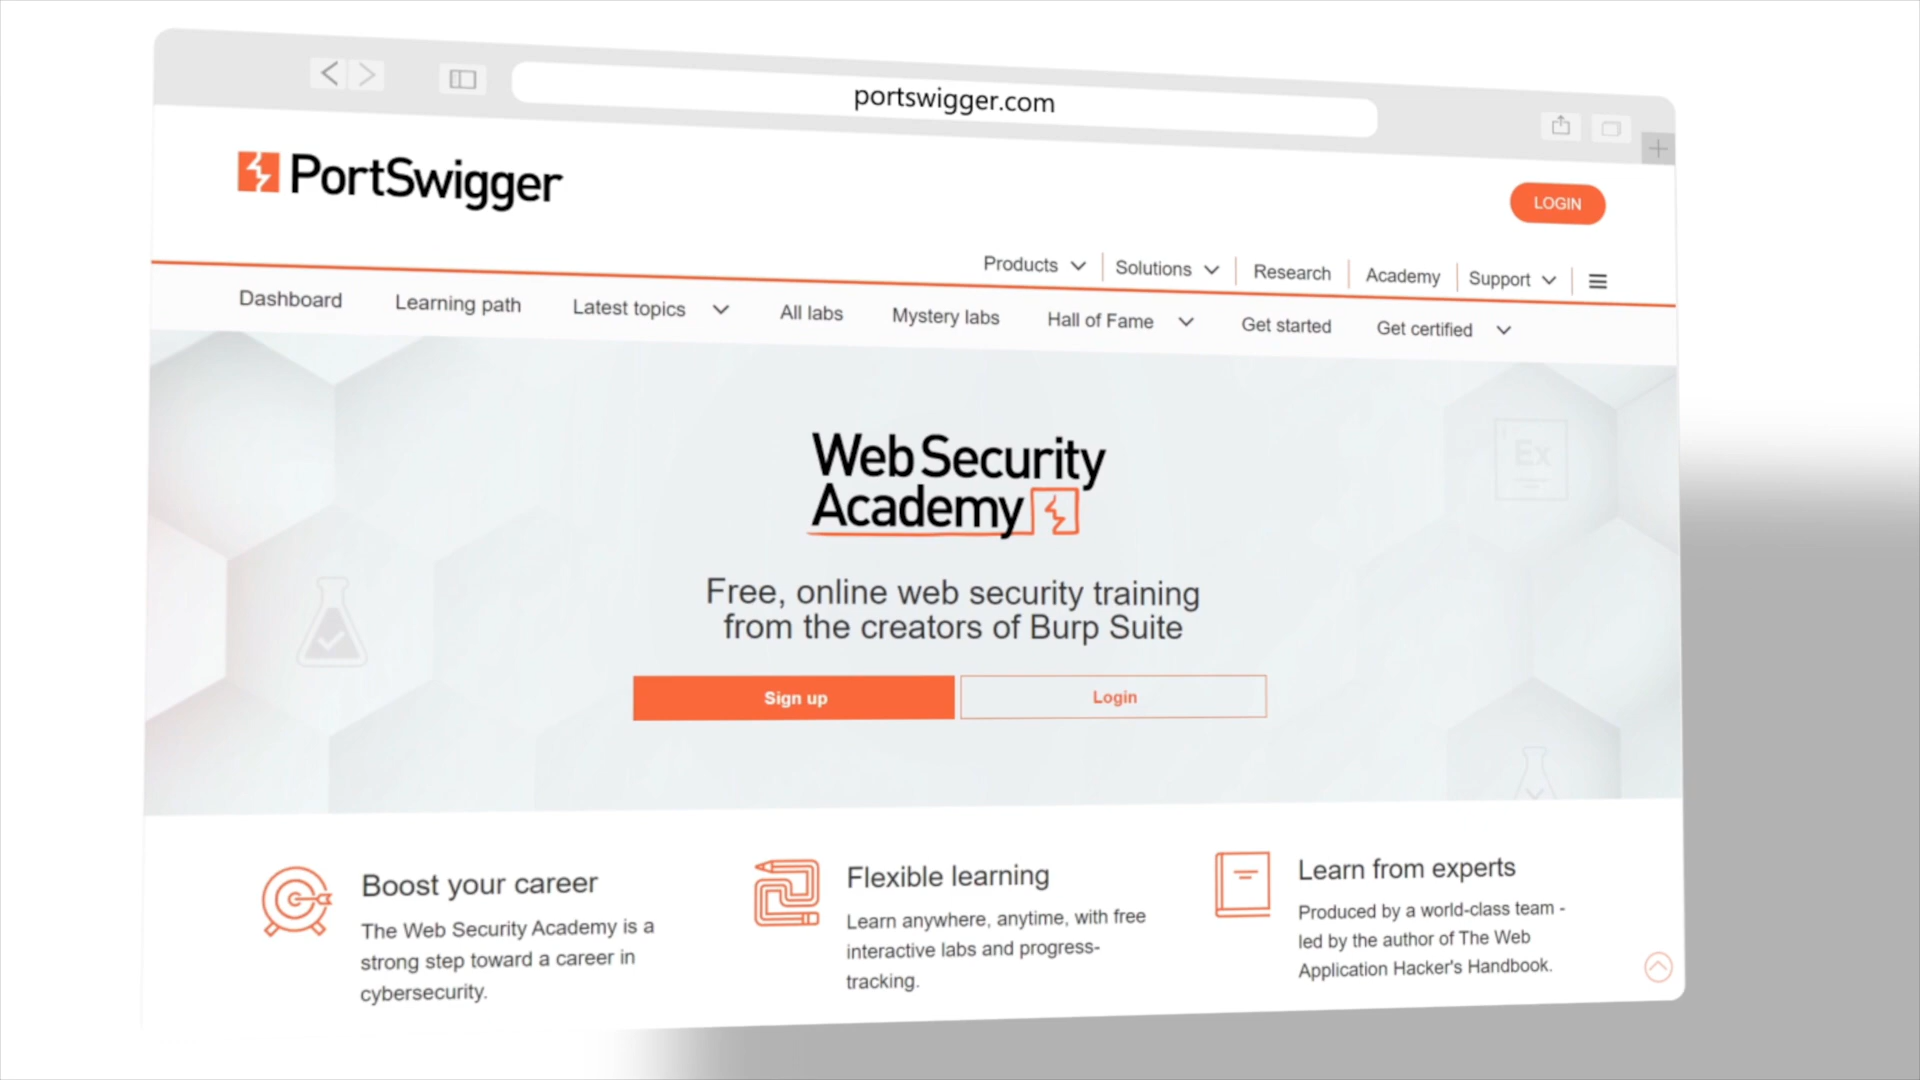 portswigger.com
PortSwigger
LOGIN
Products
Solutions
Research
Academy
Support
Dashboard
Learning path
Latest topics
All labs
Mystery labs
Hall of Fame
Get started
Get certified
Web Security
Academy
Ex
Free, online web security training
from the creators of Burp Suite
Sign up
Login
Boost your career
The Web Security Academy is a
strong step toward a career in
cybersecurity.
Flexible learning
Learn anywhere, anytime, with free
interactive labs and progress-
tracking.
Learn from experts
Produced by a world-class team -
led by the author of The Web
Application Hacker's Handbook.